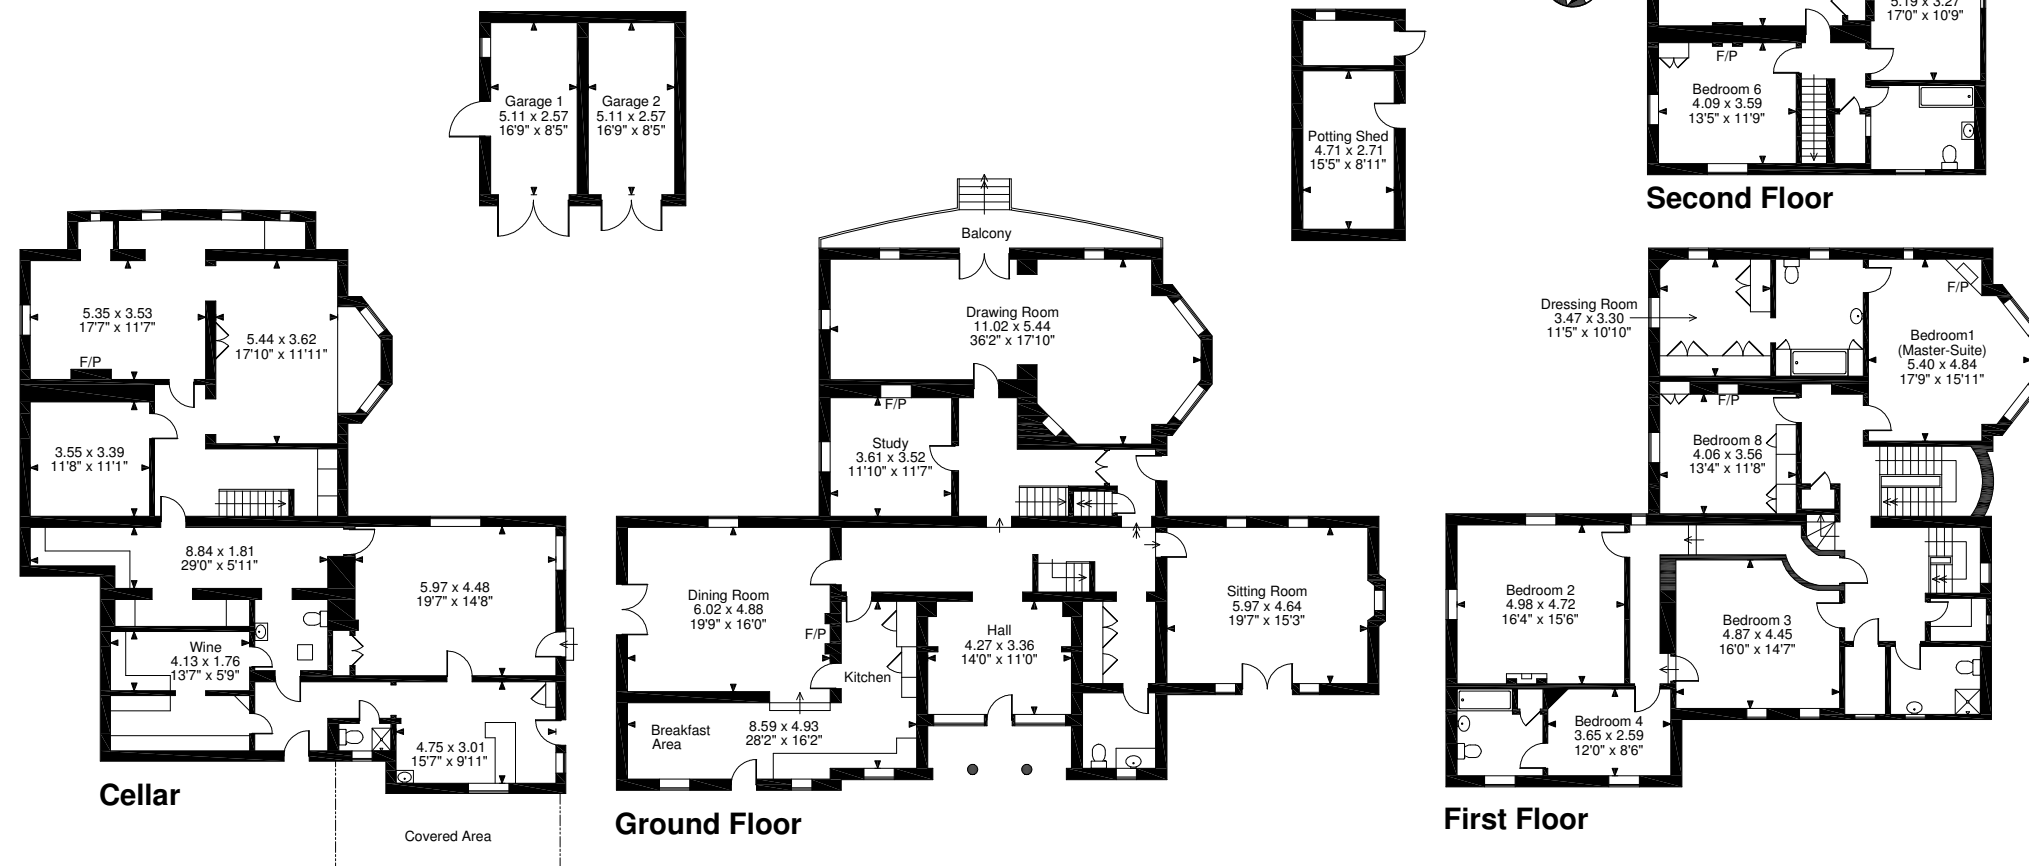 Garage 1
5.11 x 2.57
16'9" x 8'5"
Garage 2
5.11 x 2.57
16'9" x 8'5"
Potting Shed
4.71 x 2.71
15'5" x 8'11"
5.19 x 3.27
17'0" x 10'9"
F/P
Bedroom 6
4.09 x 3.59
13'5" x 11'9"
Second Floor
5.35 x 3.53
17'7" x 11'7"
F/P
5.44 x 3.62
17'10" x 11'11"
3.55 x 3.39
11'8" x 11'1"
8.84 x 1.81
29'0" x 5'11"
5.97 x 4.48
19'7" x 14'8"
Wine
4.13 x 1.76
13'7" x 5'9"
4.75 x 3.01
15'7" x 9'11"
Cellar
Covered Area
Balcony
Drawing Room
11.02 x 5.44
36'2" x 17'10"
F/P
Study
3.61 x 3.52
11'10" x 11'7"
Dining Room
6.02 x 4.88
19'9" x 16'0"
F/P
Kitchen
Hall
4.27 x 3.36
14'0" x 11'0"
Sitting Room
5.97 x 4.64
19'7" x 15'3"
Breakfast
Area
8.59 x 4.93
28'2" x 16'2"
Ground Floor
Dressing Room
3.47 x 3.30
11'5" x 10'10"
F/P
Bedroom1
(Master-Suite)
5.40 x 4.84
17'9" x 15'11"
F/P
Bedroom 8
4.06 x 3.56
13'4" x 11'8"
Bedroom 2
4.98 x 4.72
16'4" x 15'6"
Bedroom 3
4.87 x 4.45
16'0" x 14'7"
Bedroom 4
3.65 x 2.59
12'0" x 8'6"
First Floor